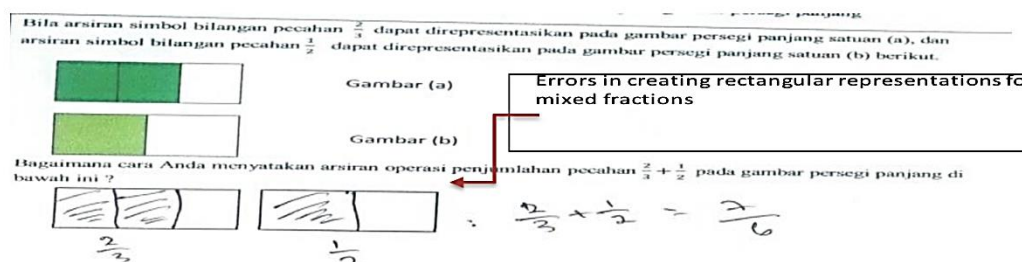 Bila arsiran simbol bilangan pecahan 2/3 dapat direpresentasikan pada gambar persegi panjang satuan (a), dan
arsiran simbol bilangan pecahan 1/2 dapat direpresentasikan pada gambar persegi panjang satuan (b) berikut.
Gambar (a)
Errors in creating rectangular representations fo
mixed fractions
Gambar (b)
Bagaimana cara Anda menyatakan arsiran operasi penjumlahan pecahan 2/3 + 1/2 pada gambar persegi panjang di
bawah ini ?
: 2/3 + 1/2 = 7/6
2/3 1/2